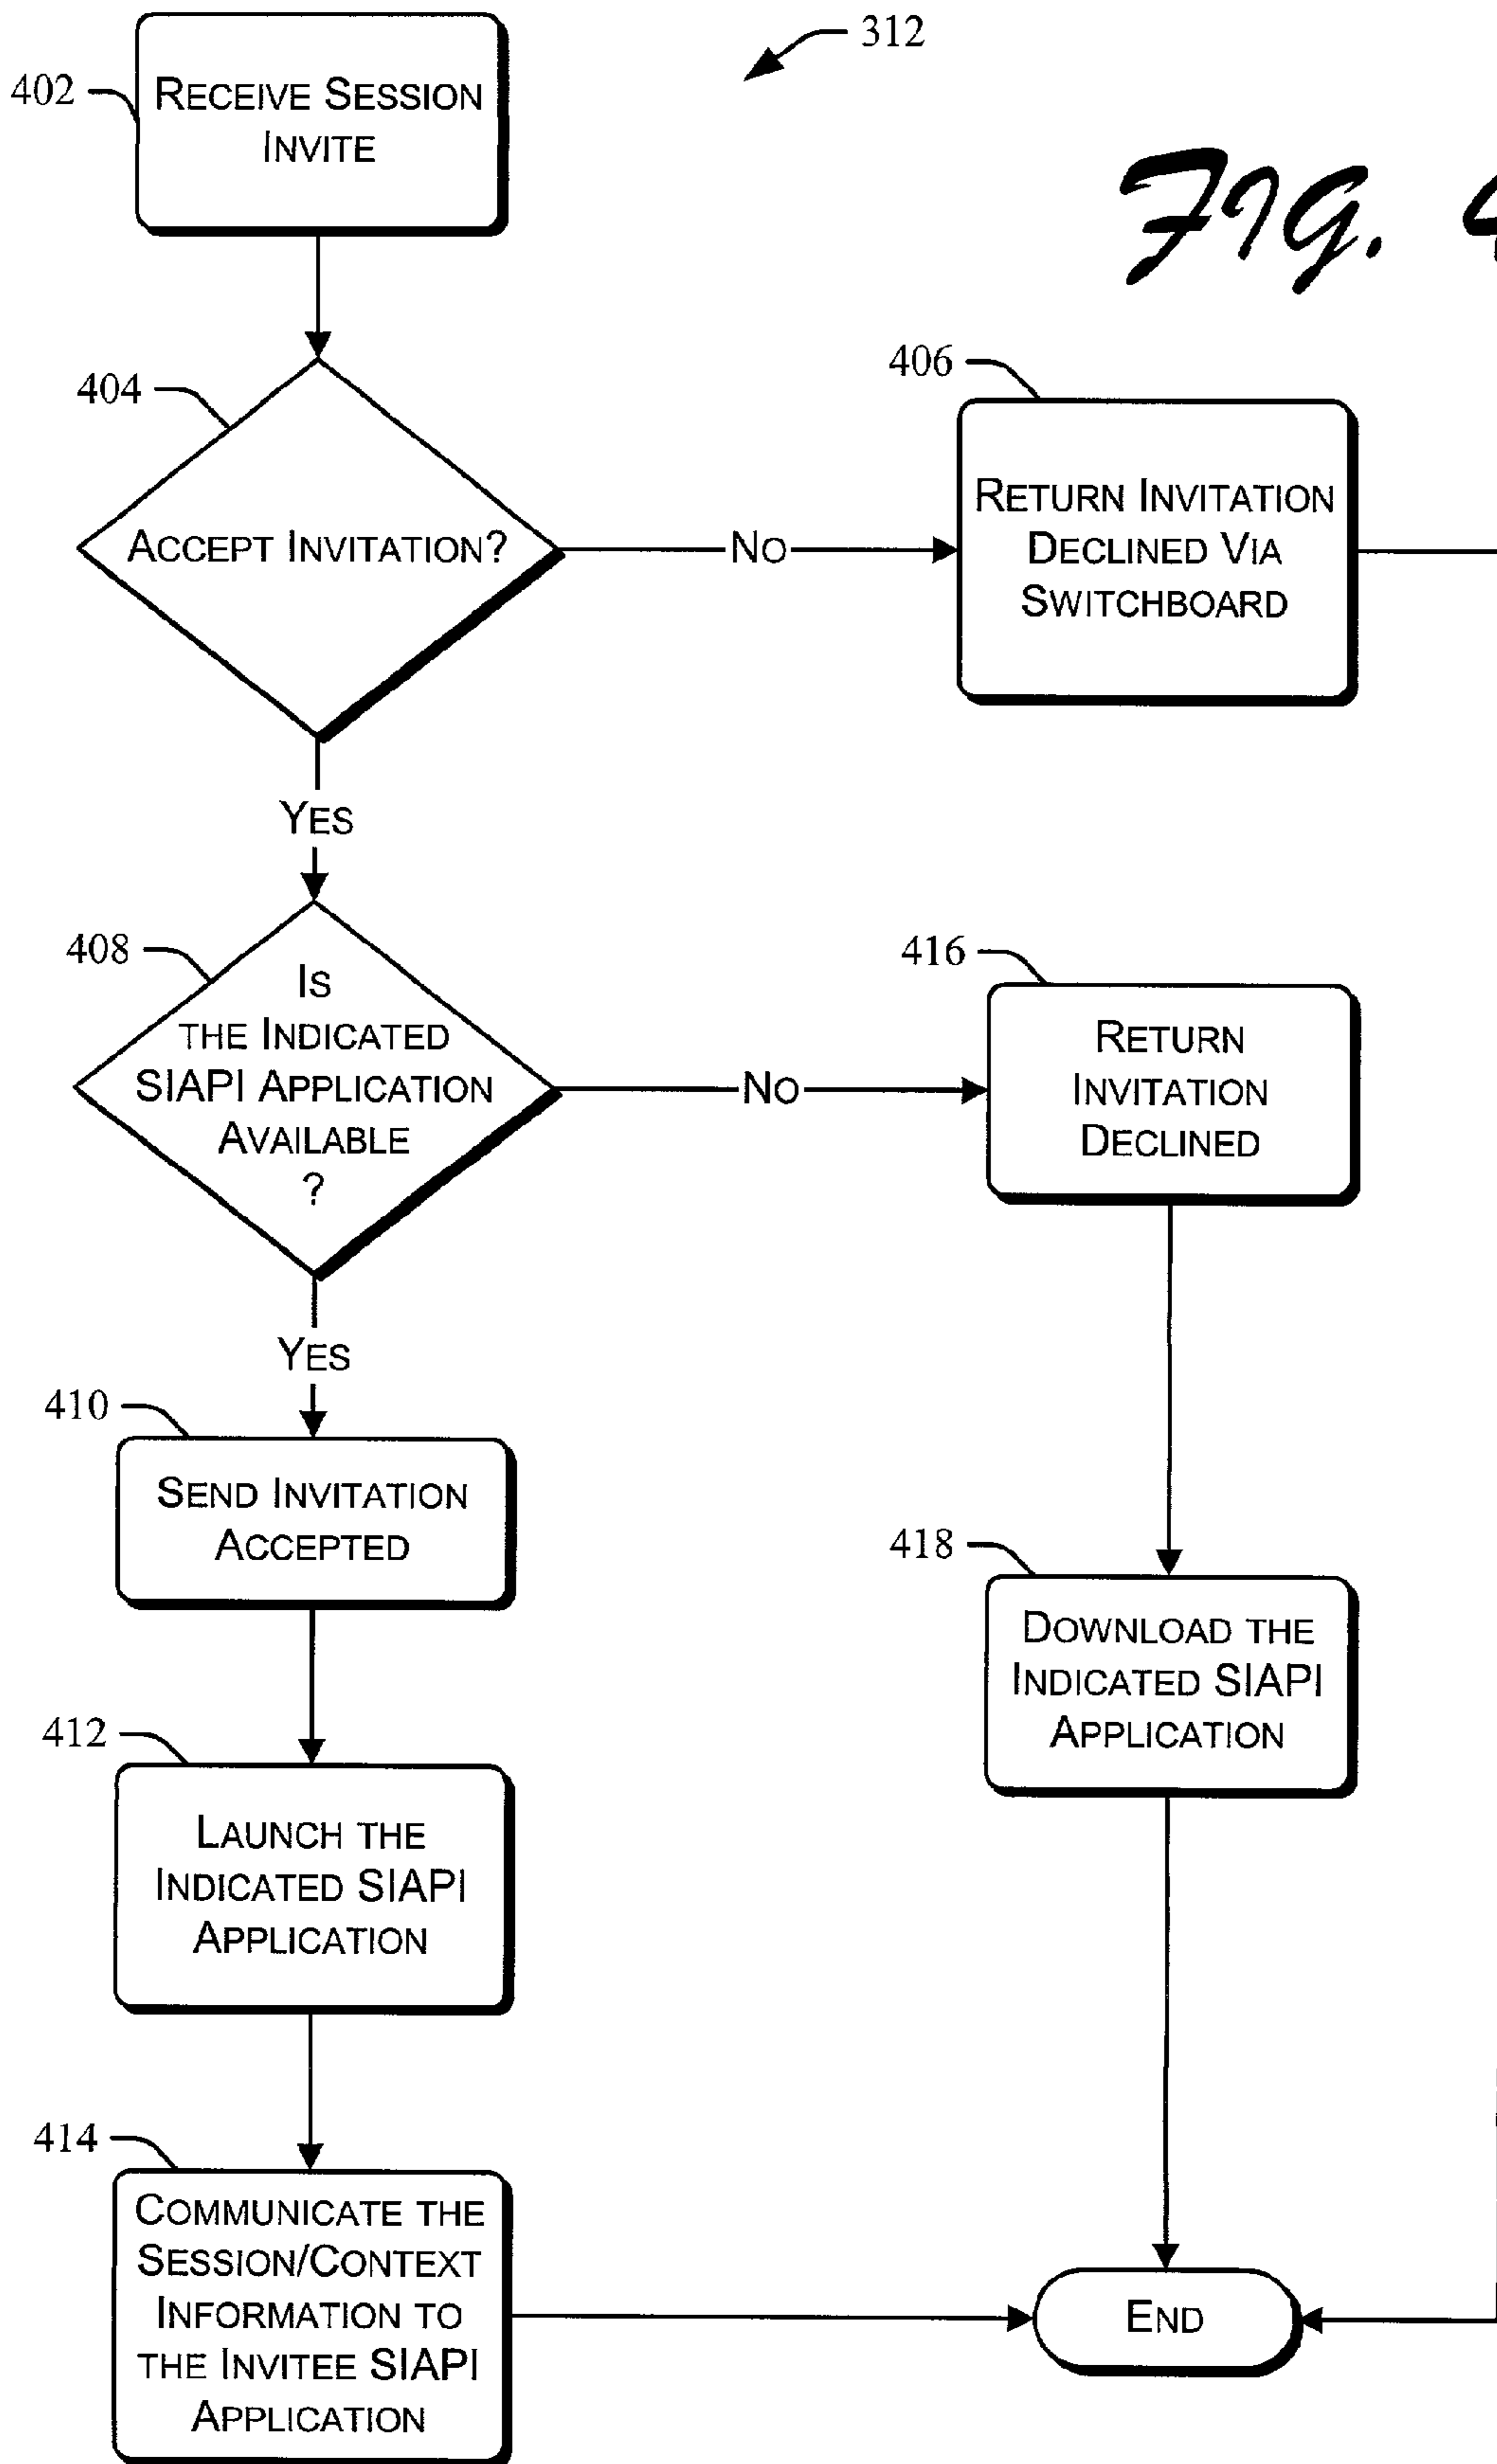 312
402
RECEIVE SESSION
INVITE
FIG. 4
404
ACCEPT INVITATION?
NO
406
RETURN INVITATION
DECLINED VIA
SWITCHBOARD
YES
408
IS
THE INDICATED
SIAPI APPLICATION
AVAILABLE
?
NO
416
RETURN
INVITATION
DECLINED
YES
410
SEND INVITATION
ACCEPTED
418
DOWNLOAD THE
INDICATED SIAPI
APPLICATION
412
LAUNCH THE
INDICATED SIAPI
APPLICATION
414
COMMUNICATE THE
SESSION/CONTEXT
INFORMATION TO
THE INVITEE SIAPI
APPLICATION
END